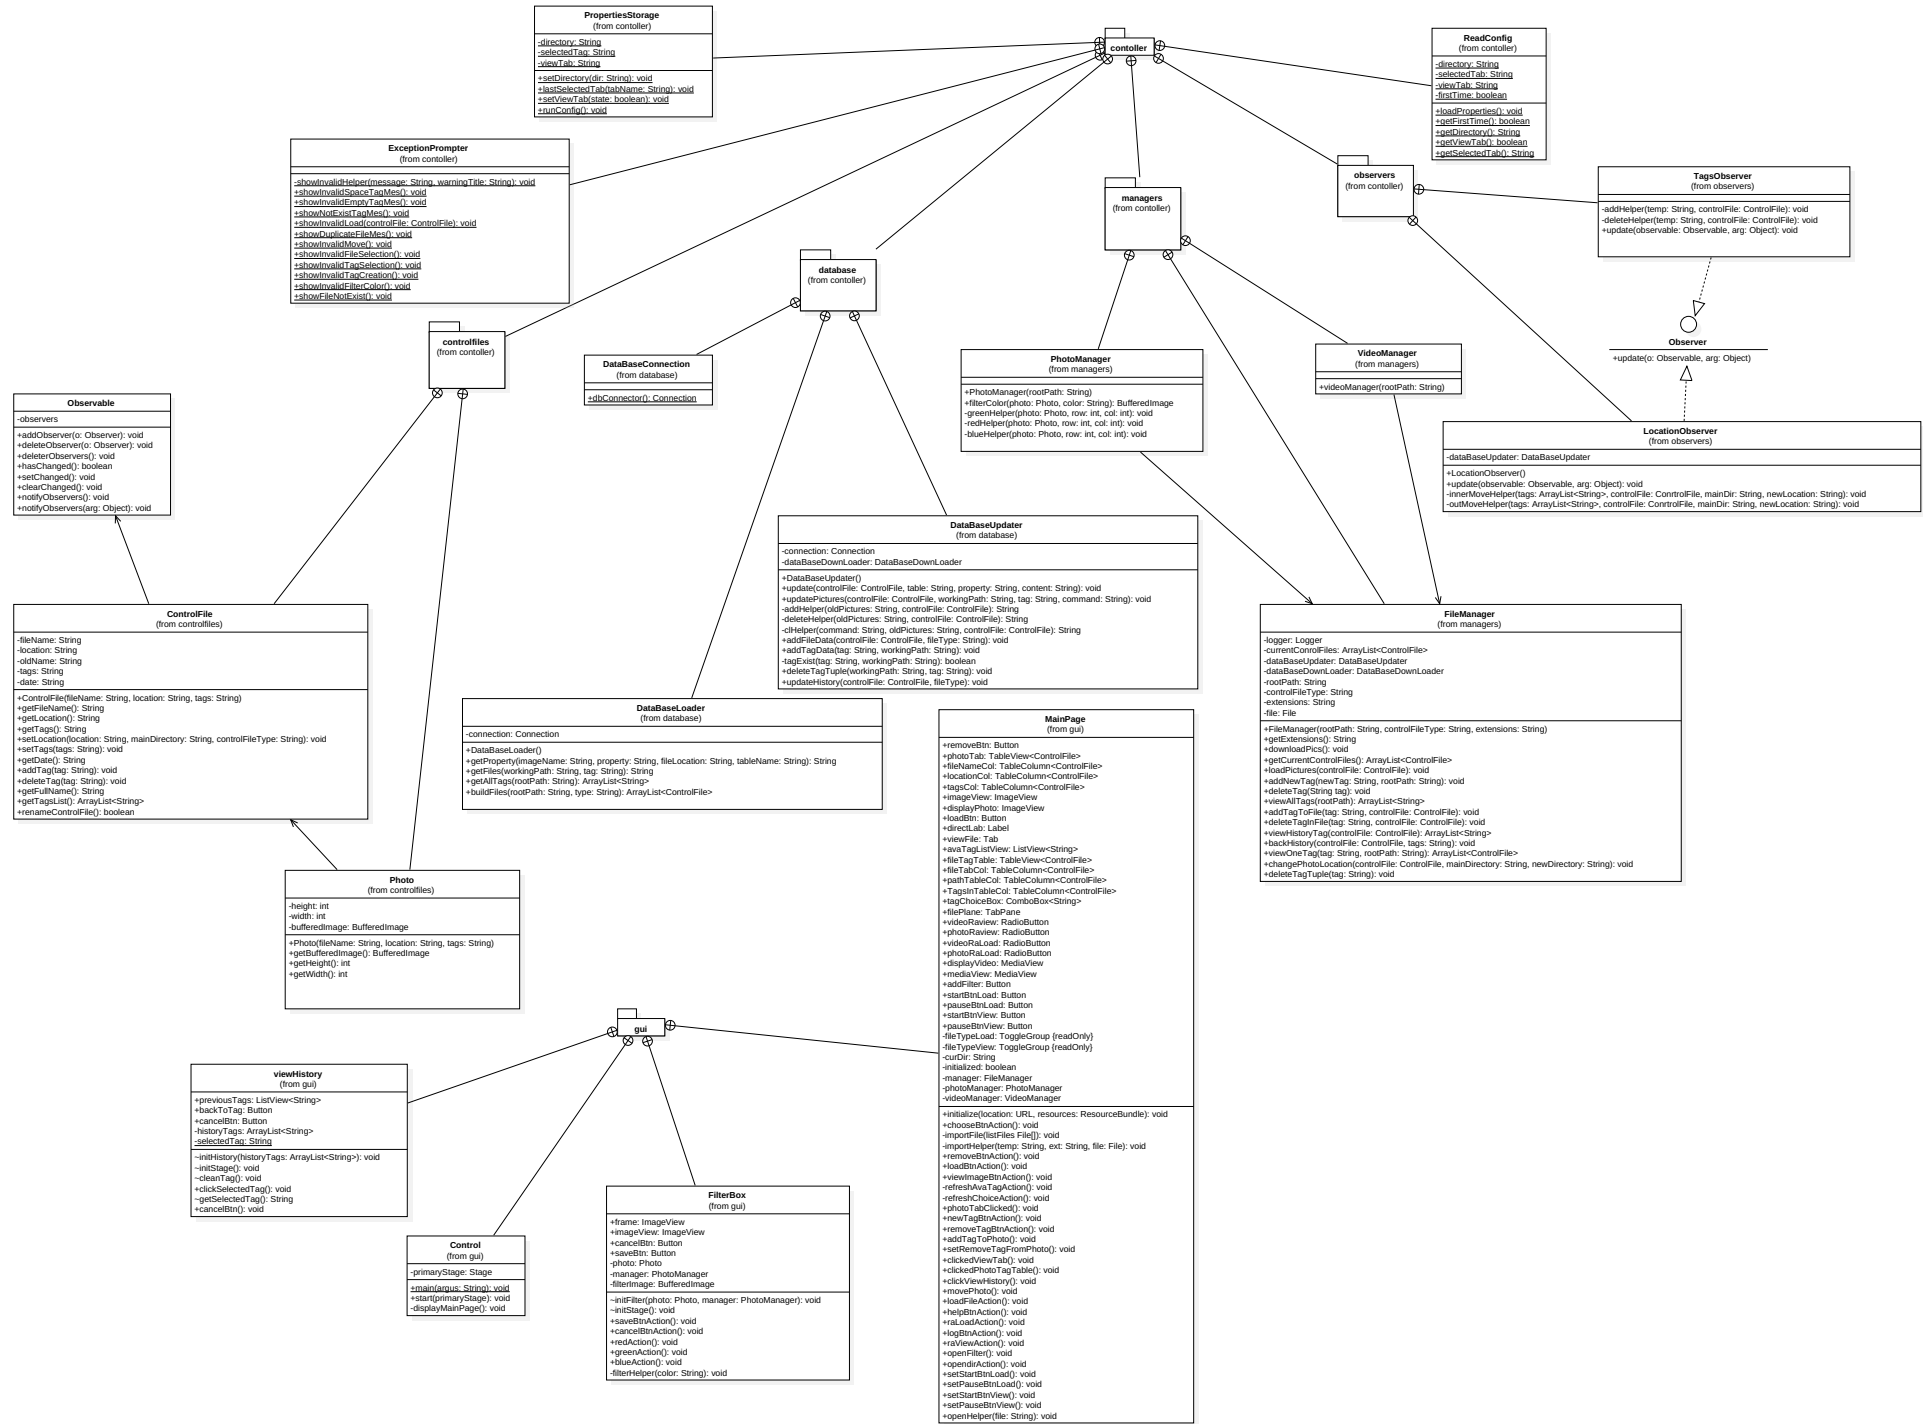 PropertiesStorage
(from contoller)
-directory: String
-selectedTag: String
-viewTab: String
+setDirectory(dir: String): void
+lastSelectedTab(tabName: String): void
+setViewTab(state: boolean): void
+runConfig(): void
contoller
ReadConfig
(from contoller)
-directory: String
-selectedTab: String
-viewTab: String
-firstTime: boolean
+loadProperties(): void
+getFirstTime(): boolean
+getDirectory(): String
+getViewTab(): boolean
+getSelectedTab(): String
ExceptionPrompter
(from contoller)
-showInvalidHelper(message: String, warningTitle: String): void
+showInvalidSpaceTagMes(): void
+showInvalidEmptyTagMes(): void
+showNotExistTagMes(): void
+showInvalidLoad(controlFile: ControlFile): void
+showDuplicateFileMes(): void
+showInvalidMove(): void
+showInvalidFileSelection(): void
+showInvalidTagSelection(): void
+showInvalidTagCreation(): void
+showInvalidFilterColor(): void
+showFileNotExist(): void
observers
(from contoller)
TagsObserver
(from observers)
-addHelper(temp: String, controlFile: ControlFile): void
-deleteHelper(temp: String, controlFile: ControlFile): void
+update(observable: Observable, arg: Object): void
managers
(from contoller)
database
(from contoller)
controlfiles
(from contoller)
Observer
+update(o: Observable, arg: Object)
DataBaseConnection
(from database)
+dbConnector(): Connection
PhotoManager
(from managers)
+PhotoManager(rootPath: String)
+filterColor(photo: Photo, color: String): BufferedImage
-greenHelper(photo: Photo, row: int, col: int): void
-redHelper(photo: Photo, row: int, col: int): void
-blueHelper(photo: Photo, row: int, col: int): void
VideoManager
(from managers)
+videoManager(rootPath: String)
Observable
-observers
+addObserver(o: Observer): void
+deleteObserver(o: Observer): void
+deleterObservers(): void
+hasChanged(): boolean
+setChanged(): void
+clearChanged(): void
+notifyObservers(): void
+notifyObservers(arg: Object): void
LocationObserver
(from observers)
-dataBaseUpdater: DataBaseUpdater
+LocationObserver()
+update(observable: Observable, arg: Object): void
-innerMoveHelper(tags: ArrayList<String>, controlFile: ConrtrolFile, mainDir: String, newLocation: String): void
-outMoveHelper(tags: ArrayList<String>, controlFile: ConrtrolFile, mainDir: String, newLocation: String): void
DataBaseUpdater
(from database)
-connection: Connection
-dataBaseDownLoader: DataBaseDownLoader
+DataBaseUpdater()
+update(controlFile: ControlFile, table: String, property: String, content: String): void
+updatePictures(controlFile: ControlFile, workingPath: String, tag: String, command: String): void
-addHelper(oldPictures: String, controlFile: ControlFile): String
-deleteHelper(oldPictures: String, controlFile: ControlFile): String
-clHelper(command: String, oldPictures: String, controlFile: ControlFile): String
+addFileData(controlFile: ControlFile, fileType: String): void
+addTagData(tag: String, workingPath: String): void
-tagExist(tag: String, workingPath: String): boolean
+deleteTagTuple(workingPath: String, tag: String): void
+updateHistory(controlFile: ControlFile, fileType): void
ControlFile
(from controlfiles)
-fileName: String
-location: String
-oldName: String
-tags: String
-date: String
+ControlFile(fileName: String, location: String, tags: String)
+getFileName(): String
+getLocation(): String
+getTags(): String
+setLocation(location: String, mainDirectory: String, controlFileType: String): void
+setTags(tags: String): void
+getDate(): String
+addTag(tag: String): void
+deleteTag(tag: String): void
+getFullName(): String
+getTagsList(): ArrayList<String>
+renameControlFile(): boolean
FileManager
(from managers)
-logger: Logger
-currentConrolFiles: ArrayList<ControlFile>
-dataBaseUpdater: DataBaseUpdater
-dataBaseDownLoader: DataBaseDownLoader
-rootPath: String
-controlFileType: String
-extensions: String
-file: File
+FileManager(rootPath: String, controlFileType: String, extensions: String)
+getExtensions(): String
+downloadPics(): void
+getCurrentControlFiles(): ArrayList<ControlFile>
+loadPictures(controlFile: ControlFile): void
+addNewTag(newTag: String, rootPath: String): void
+deleteTag(String tag): void
+viewAllTags(rootPath): ArrayList<String>
+addTagToFile(tag: String, controlFile: ControlFile): void
+deleteTagInFile(tag: String, controlFile: ControlFile): void
+viewHistoryTag(controlFile: ControlFile): ArrayList<String>
+backHistory(controlFile: ControlFile, tags: String): void
+viewOneTag(tag: String, rootPath: String): ArrayList<ControlFile>
+changePhotoLocation(controlFile: ControlFile, mainDirectory: String, newDirectory: String): void
+deleteTagTuple(tag: String): void
DataBaseLoader
(from database)
-connection: Connection
+DataBaseLoader()
+getProperty(imageName: String, property: String, fileLocation: String, tableName: String): String
+getFiles(workingPath: String, tag: String): String
+getAllTags(rootPath: String): ArrayList<String>
+buildFiles(rootPath: String, type: String): ArrayList<ControlFile>
MainPage
(from gui)
+removeBtn: Button
+photoTab: TableView<ControlFile>
+fileNameCol: TableColumn<ControlFile>
+locationCol: TableColumn<ControlFile>
+tagsCol: TableColumn<ControlFile>
+imageView: ImageView
+displayPhoto: ImageView
+loadBtn: Button
+directLab: Label
+viewFile: Tab
+avaTagListView: ListView<String>
+fileTagTable: TableView<ControlFile>
+fileTabCol: TableColumn<ControlFile>
+pathTableCol: TableColumn<ControlFile>
+TagsInTableCol: TableColumn<ControlFile>
+tagChoiceBox: ComboBox<String>
+filePlane: TabPane
+videoRaview: RadioButton
+photoRaview: RadioButton
+videoRaLoad: RadioButton
+photoRaLoad: RadioButton
+displayVideo: MediaView
+mediaView: MediaView
+addFilter: Button
+startBtnLoad: Button
+pauseBtnLoad: Button
+startBtnView: Button
+pauseBtnView: Button
-fileTypeLoad: ToggleGroup {readOnly}
-fileTypeView: ToggleGroup {readOnly}
-curDir: String
-initialized: boolean
-manager: FileManager
-photoManager: PhotoManager
-videoManager: VideoManager
+initialize(location: URL, resources: ResourceBundle): void
+chooseBtnAction(): void
-importFile(listFiles File[]): void
-importHelper(temp: String, ext: String, file: File): void
+removeBtnAction(): void
+loadBtnAction(): void
+viewImageBtnAction(): void
-refreshAvaTagAction(): void
-refreshChoiceAction(): void
+photoTabClicked(): void
+newTagBtnAction(): void
+removeTagBtnAction(): void
+addTagToPhoto(): void
+setRemoveTagFromPhoto(): void
+clickedViewTab(): void
+clickedPhotoTagTable(): void
+clickViewHistory(): void
+movePhoto(): void
+loadFileAction(): void
+helpBtnAction(): void
+raLoadAction(): void
+logBtnAction(): void
+raViewAction(): void
+openFilter(): void
+opendirAction(): void
+setStartBtnLoad(): void
+setPauseBtnLoad(): void
+setStartBtnView(): void
+setPauseBtnView(): void
+openHelper(file: String): void
Photo
(from controlfiles)
-height: int
-width: int
-bufferedImage: BufferedImage
+Photo(fileName: String, location: String, tags: String)
+getBufferedImage(): BufferedImage
+getHeight(): int
+getWidth(): int
gui
viewHistory
(from gui)
+previousTags: ListView<String>
+backToTag: Button
+cancelBtn: Button
-historyTags: ArrayList<String>
-selectedTag: String
~initHistory(historyTags: ArrayList<String>): void
~initStage(): void
~cleanTag(): void
+clickSelectedTag(): void
~getSelectedTag(): String
+cancelBtn(): void
Control
(from gui)
-primaryStage: Stage
+main(argus: String): void
+start(primaryStage): void
-displayMainPage(): void
FilterBox
(from gui)
+frame: ImageView
+imageView: ImageView
+cancelBtn: Button
+saveBtn: Button
-photo: Photo
-manager: PhotoManager
-filterImage: BufferedImage
~initFilter(photo: Photo, manager: PhotoManager): void
~initStage(): void
+saveBtnAction(): void
+cancelBtnAction(): void
+redAction(): void
+greenAction(): void
+blueAction(): void
-filterHelper(color: String): void